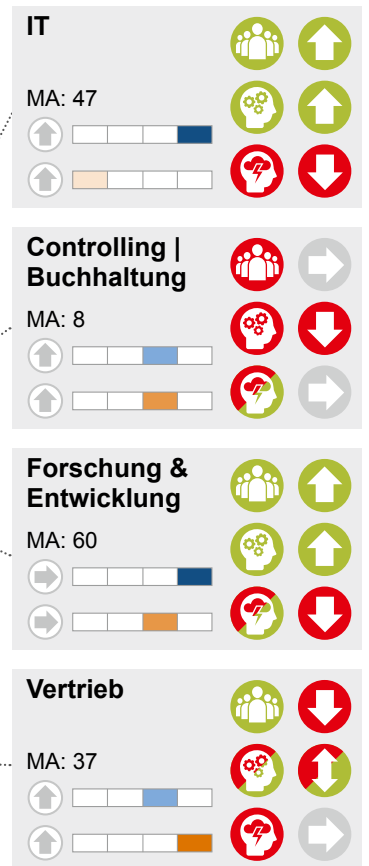 IT
MA: 47
Controlling |
Buchhaltung
MA: 8
Forschung &
Entwicklung
MA: 60
Vertrieb
MA: 37